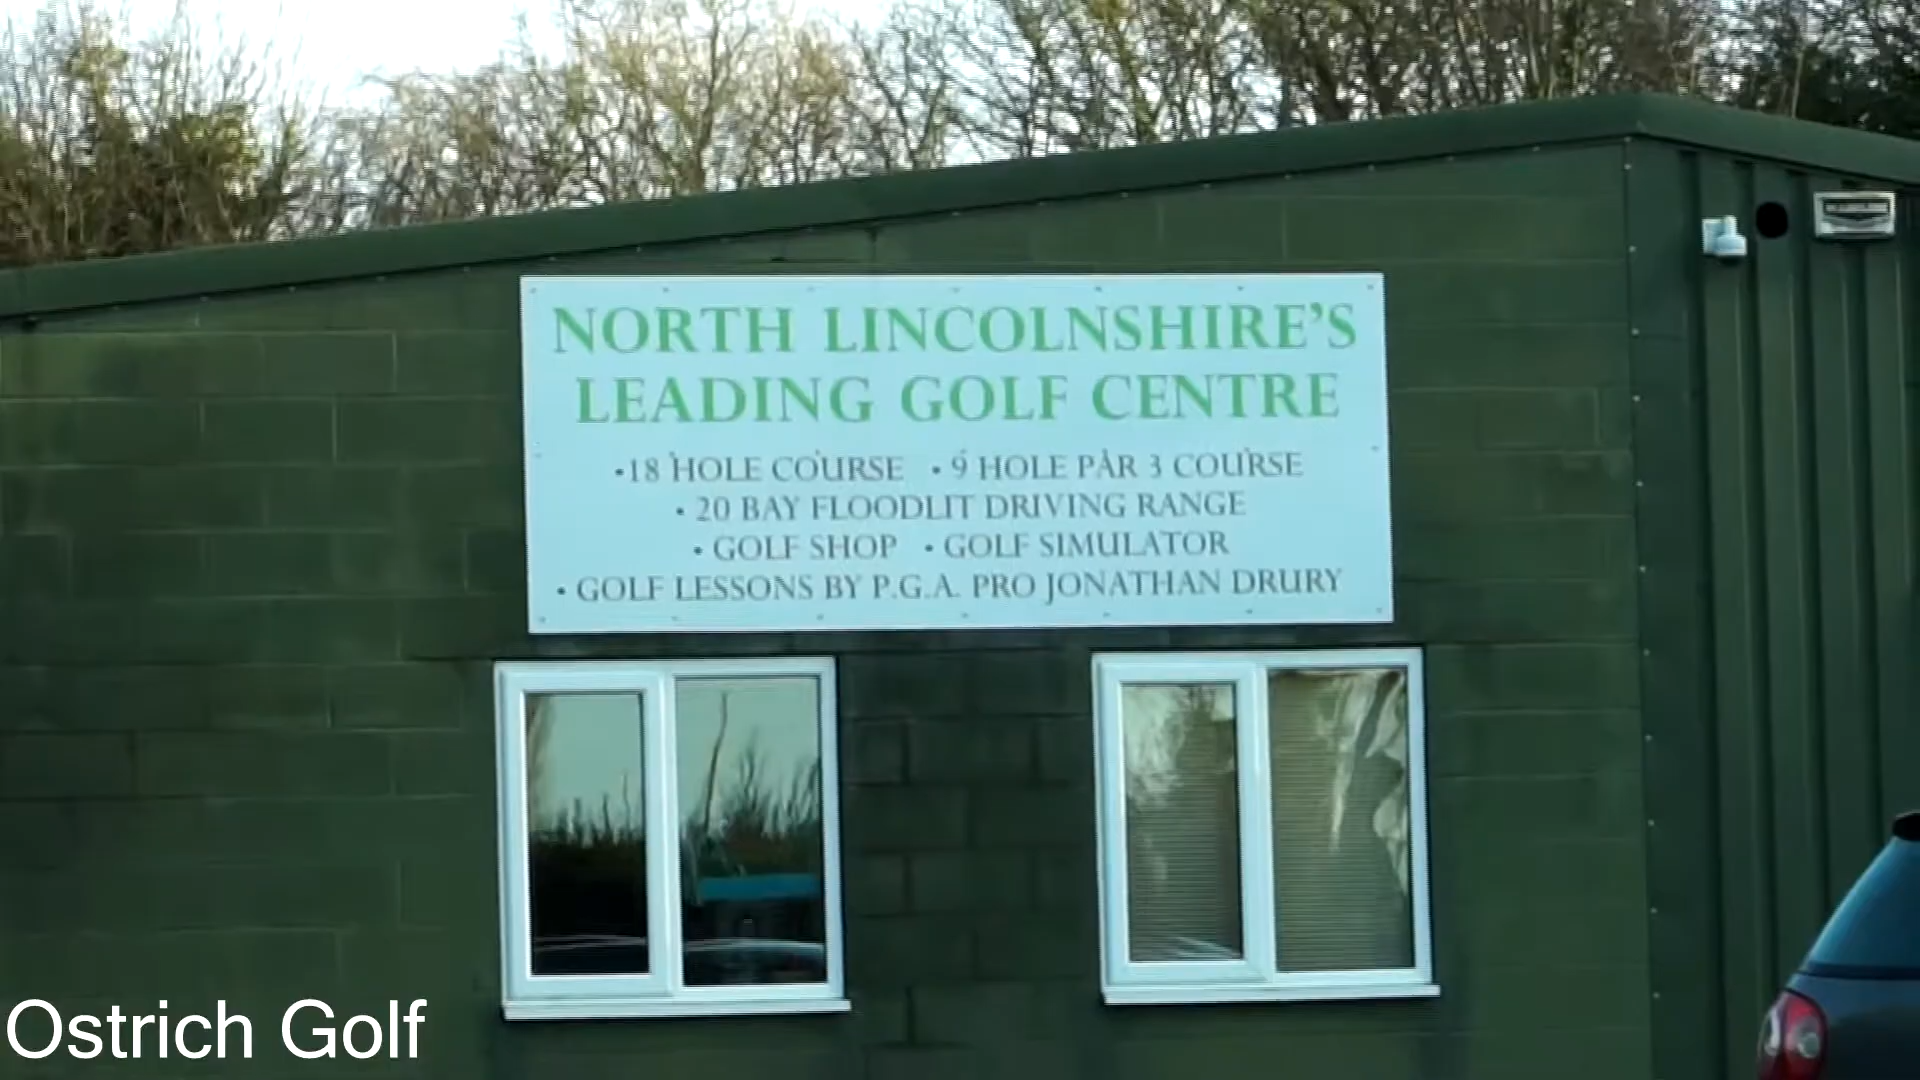 NORTH LINCOLNSHIRE'S
LEADING GOLF CENTRE
•18 HOLE COURSE • 9 HOLE PAR 3 COURSE
• 20 BAY FLOODLIT DRIVING RANGE
• GOLF SHOP • GOLF SIMULATOR
• GOLF LESSONS BY P.G.A. PRO JONATHAN DRURY
Ostrich Golf